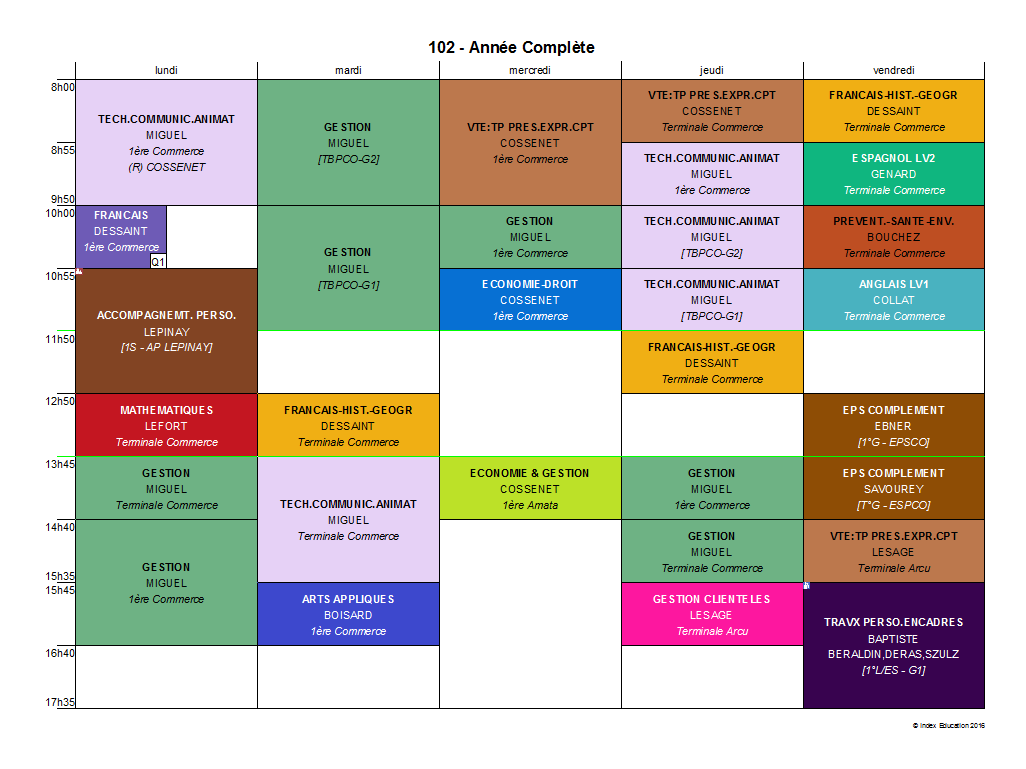 102 - Année Complète
lundi
mardi
mercredi
jeudi
vendredi
8h00
8h55
9h50
10h00
10h55
11h50
12h50
13h45
14h40
15h35
15h45
16h40
17h35
TECH.COMMUNIC.ANIMAT
MIGUEL
1ère Commerce
(R) COSSENET
FRANCAIS
DESSAINT
1ère Commerce
Q1
ACCOMPAGNEMT. PERSO.
LEPINAY
[1S - AP LEPINAY]
MATHEMATIQUES
LEFORT
Terminale Commerce
GESTION
MIGUEL
Terminale Commerce
GESTION
MIGUEL
1ère Commerce
GESTION
MIGUEL
[TBPCO-G2]
GESTION
MIGUEL
[TBPCO-G1]
FRANCAIS-HIST.-GEOGR
DESSAINT
Terminale Commerce
TECH.COMMUNIC.ANIMAT
MIGUEL
Terminale Commerce
ARTS APPLIQUES
BOISARD
1ère Commerce
VTE:TP PRES.EXPR.CPT
COSSENET
1ère Commerce
GESTION
MIGUEL
1ère Commerce
ECONOMIE-DROIT
COSSENET
1ère Commerce
ECONOMIE & GESTION
COSSENET
1ère Amata
VTE:TP PRES.EXPR.CPT
COSSENET
Terminale Commerce
TECH.COMMUNIC.ANIMAT
MIGUEL
1ère Commerce
TECH.COMMUNIC.ANIMAT
MIGUEL
[TBPCO-G2]
TECH.COMMUNIC.ANIMAT
MIGUEL
[TBPCO-G1]
FRANCAIS-HIST.-GEOGR
DESSAINT
Terminale Commerce
GESTION
MIGUEL
1ère Commerce
GESTION
MIGUEL
Terminale Commerce
GESTION CLIENTELES
LESAGE
Terminale Arcu
FRANCAIS-HIST.-GEOGR
DESSAINT
Terminale Commerce
ESPAGNOL LV2
GENARD
Terminale Commerce
PREVENT.-SANTE-ENV.
BOUCHEZ
Terminale Commerce
ANGLAIS LV1
COLLAT
Terminale Commerce
EPS COMPLEMENT
EBNER
[1°G - EPSCO]
EPS COMPLEMENT
SAVOUREY
[T°G - ESPCO]
VTE:TP PRES.EXPR.CPT
LESAGE
Terminale Arcu
TRAVX PERSO.ENCADRES
BAPTISTE
BERALDIN,DERAS,SZULZ
[1°L/ES - G1]
© Index Education 2016